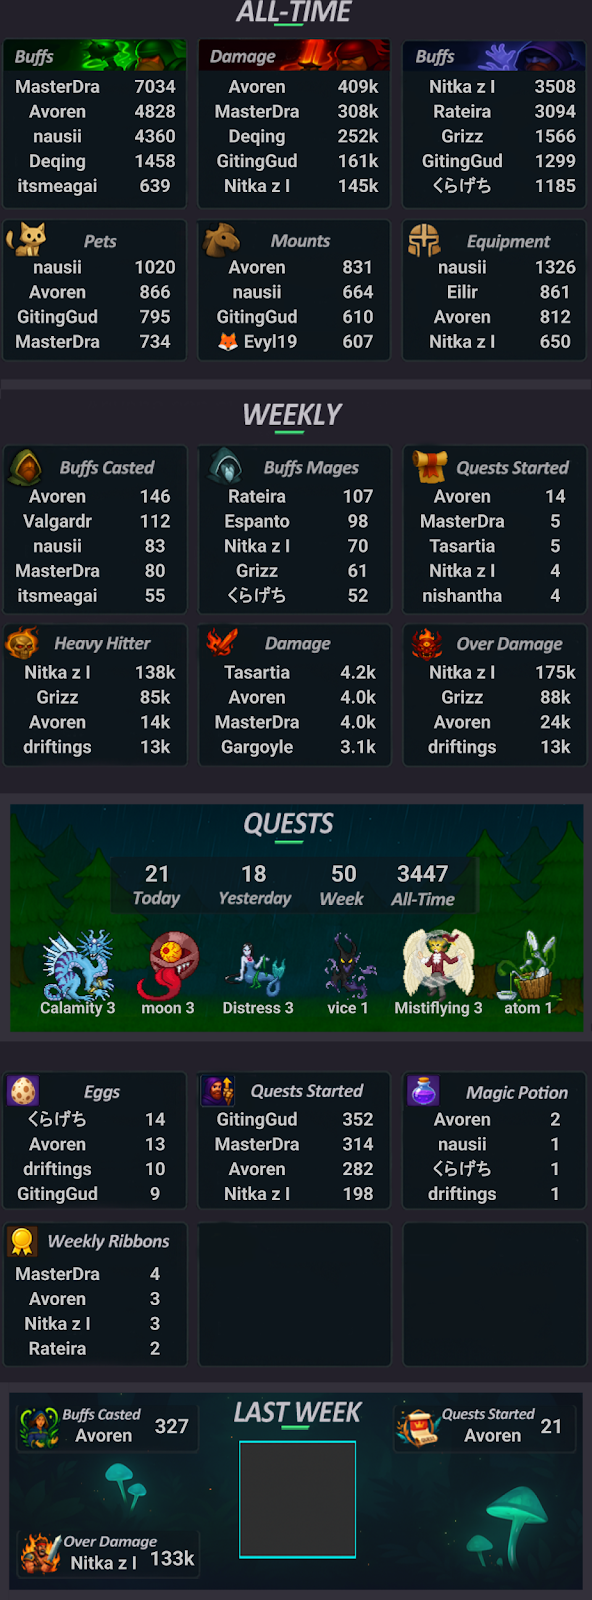 ALL-TIME
Buffs
MasterDra 7034
Avoren 4828
nausii 4360
Deqing 1458
itsmeagai 639
Damage
Avoren 409k
MasterDra 308k
Deqing 252k
GitingGud 161k
Nitka z l 145k
Buffs
Nitka z l 3508
Rateira 3094
Grizz 1566
GitingGud 1299
くらげち 1185
Pets
nausii 1020
Avoren 866
GitingGud 795
MasterDra 734
Mounts
Avoren 831
nausii 664
GitingGud 610
🦊 Evyl19 607
Equipment
nausii 1326
Eilir 861
Avoren 812
Nitka z l 650
WEEKLY
Buffs Casted
Avoren 146
Valgardr 112
nausii 83
MasterDra 80
itsmeagai 55
Buffs Mages
Rateira 107
Espanto 98
Nitka z l 70
Grizz 61
くらげち 52
Quests Started
Avoren 14
MasterDra 5
Tasartia 5
Nitka z l 4
nishantha 4
Heavy Hitter
Nitka z l 138k
Grizz 85k
Avoren 14k
driftings 13k
Damage
Tasartia 4.2k
Avoren 4.0k
MasterDra 4.0k
Gargoyle 3.1k
Over Damage
Nitka z l 175k
Grizz 88k
Avoren 24k
driftings 13k
QUESTS
21 18 50 3447
Today Yesterday Week All-Time
Calamity 3 moon 3 Distress 3 vice 1 Mistiflying 3 atom 1
Eggs
くらげち 14
Avoren 13
driftings 10
GitingGud 9
Quests Started
GitingGud 352
MasterDra 314
Avoren 282
Nitka z l 198
Magic Potion
Avoren 2
nausii 1
くらげち 1
driftings 1
Weekly Ribbons
MasterDra 4
Avoren 3
Nitka z l 3
Rateira 2
LAST WEEK
Buffs Casted
Avoren 327
Quests Started
Avoren 21
Over Damage
Nitka z l 133k